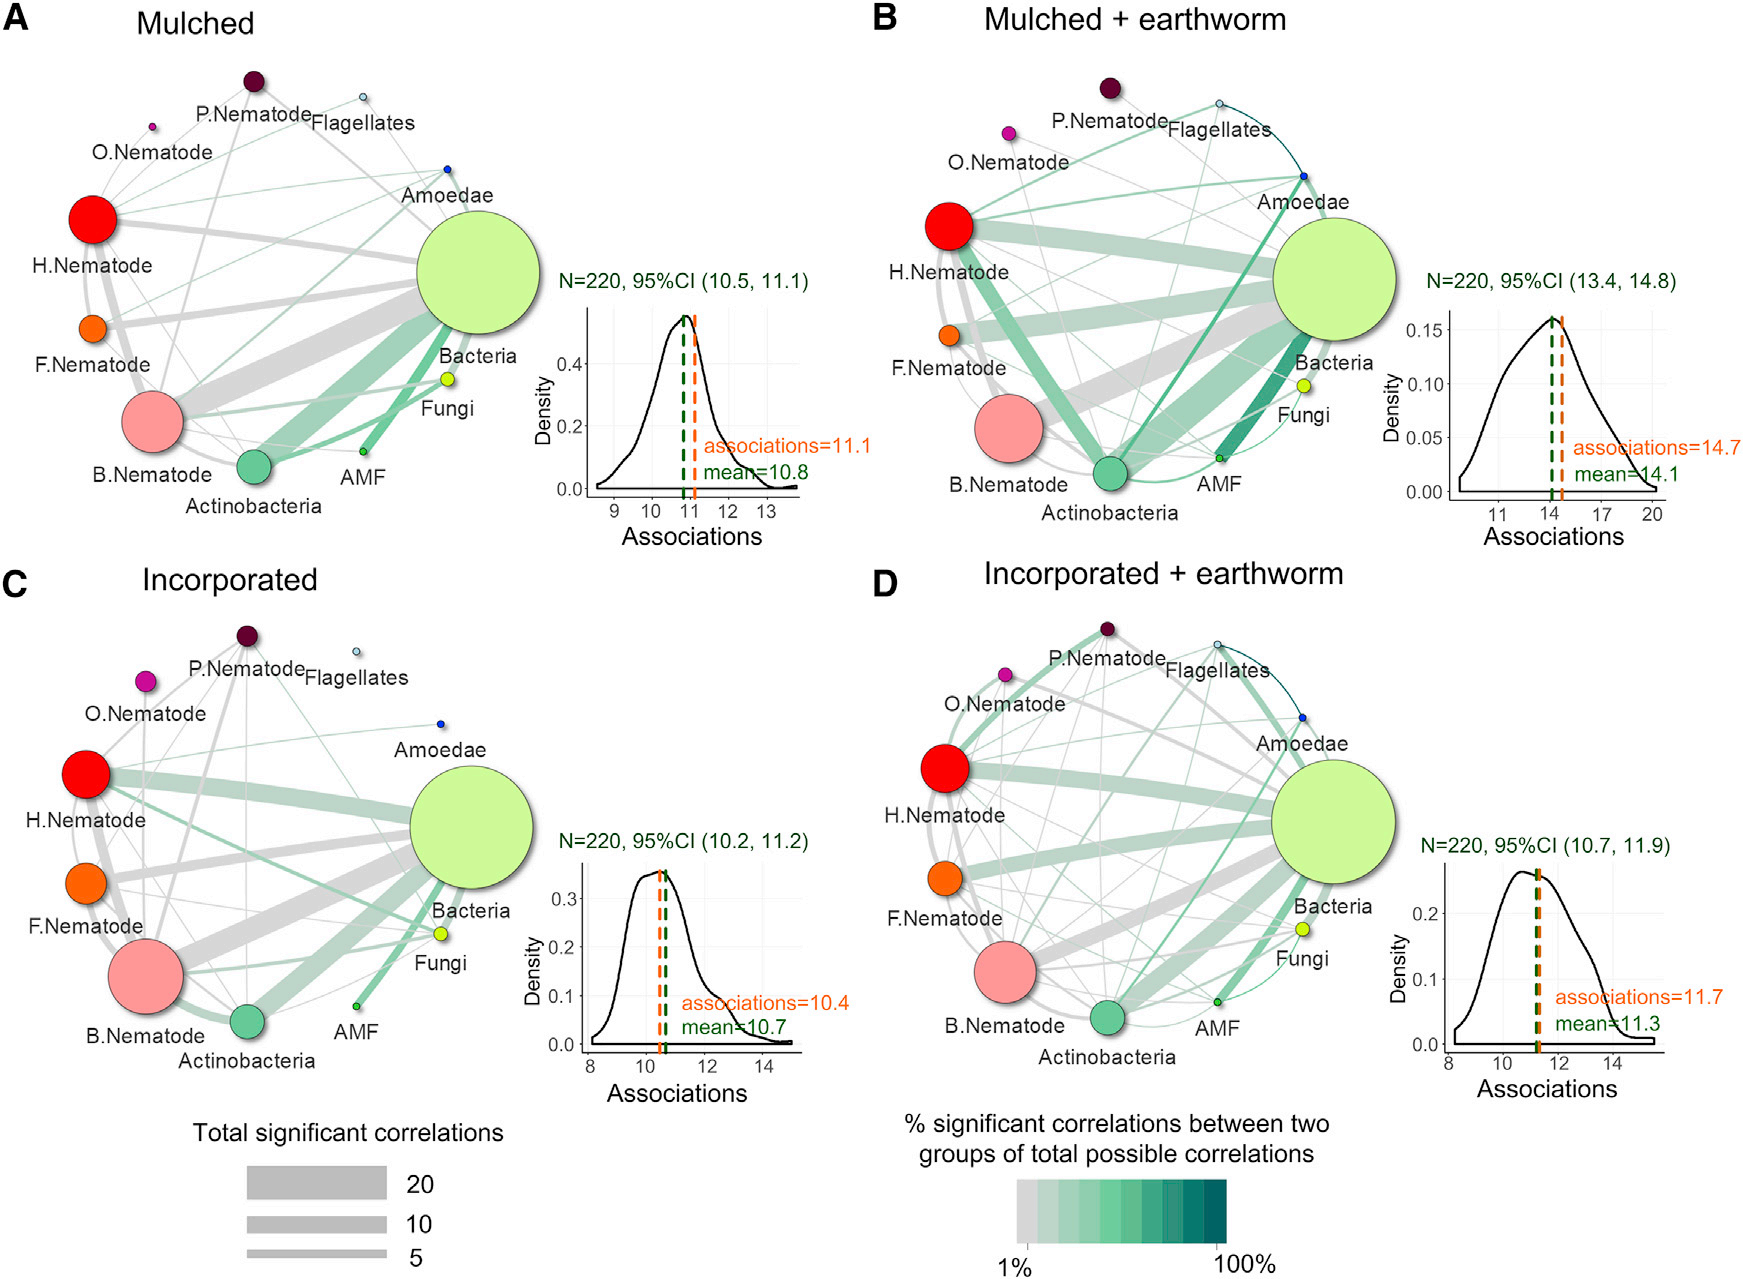 A
Mulched
P.Nematode
Flagellates
O.Nematode
Amoedae
H.Nematode
F.Nematode
Bacteria
Fungi
B.Nematode
AMF
Actinobacteria
N=220, 95%CI (10.5, 11.1)
Density
0.4
0.2
0.0
associations=11.1
mean=10.8
9 10 11 12 13
Associations
B
Mulched + earthworm
P.Nematode
Flagellates
O.Nematode
Amoedae
H.Nematode
F.Nematode
Bacteria
Fungi
B.Nematode
AMF
Actinobacteria
N=220, 95%CI (13.4, 14.8)
Density
0.15
0.10
0.05
0.00
associations=14.7
mean=14.1
11 14 17 20
Associations
C
Incorporated
P.Nematode
Flagellates
O.Nematode
Amoedae
H.Nematode
F.Nematode
Bacteria
Fungi
B.Nematode
AMF
Actinobacteria
N=220, 95%CI (10.2, 11.2)
Density
0.3
0.2
0.1
0.0
associations=10.4
mean=10.7
8 10 12 14
Associations
D
Incorporated + earthworm
P.Nematode
Flagellates
O.Nematode
Amoedae
H.Nematode
F.Nematode
Bacteria
Fungi
B.Nematode
AMF
Actinobacteria
N=220, 95%CI (10.7, 11.9)
Density
0.2
0.1
0.0
associations=11.7
mean=11.3
8 10 12 14
Associations
Total significant correlations
20
10
5
% significant correlations between two
groups of total possible correlations
1% 100%